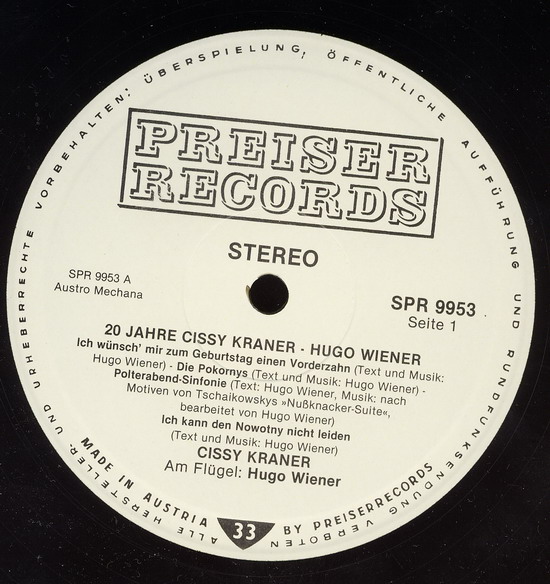 ALLE HERSTELLER- UND URHEBERRECHTE VORBEHALTEN: ÜBERSPIELUNG, ÖFFENTLICHE AUFFÜHRUNG UND RUNDFUNKSENDUNG VERBOTEN
PREISER
RECORDS
STEREO
SPR 9953 A
Austro Mechana
SPR 9953
Seite 1
20 JAHRE CISSY KRANER - HUGO WIENER
Ich wünsch' mir zum Geburtstag einen Vorderzahn (Text und Musik:
Hugo Wiener) - Die Pokornys (Text und Musik: Hugo Wiener) -
Polterabend-Sinfonie (Text: Hugo Wiener, Musik: nach
Motiven von Tschaikowskys »Nußknacker-Suite«,
bearbeitet von Hugo Wiener)
Ich kann den Nowotny nicht leiden
(Text und Musik: Hugo Wiener)
CISSY KRANER
Am Flügel: Hugo Wiener
MADE IN AUSTRIA 33 BY PREISERRECORDS